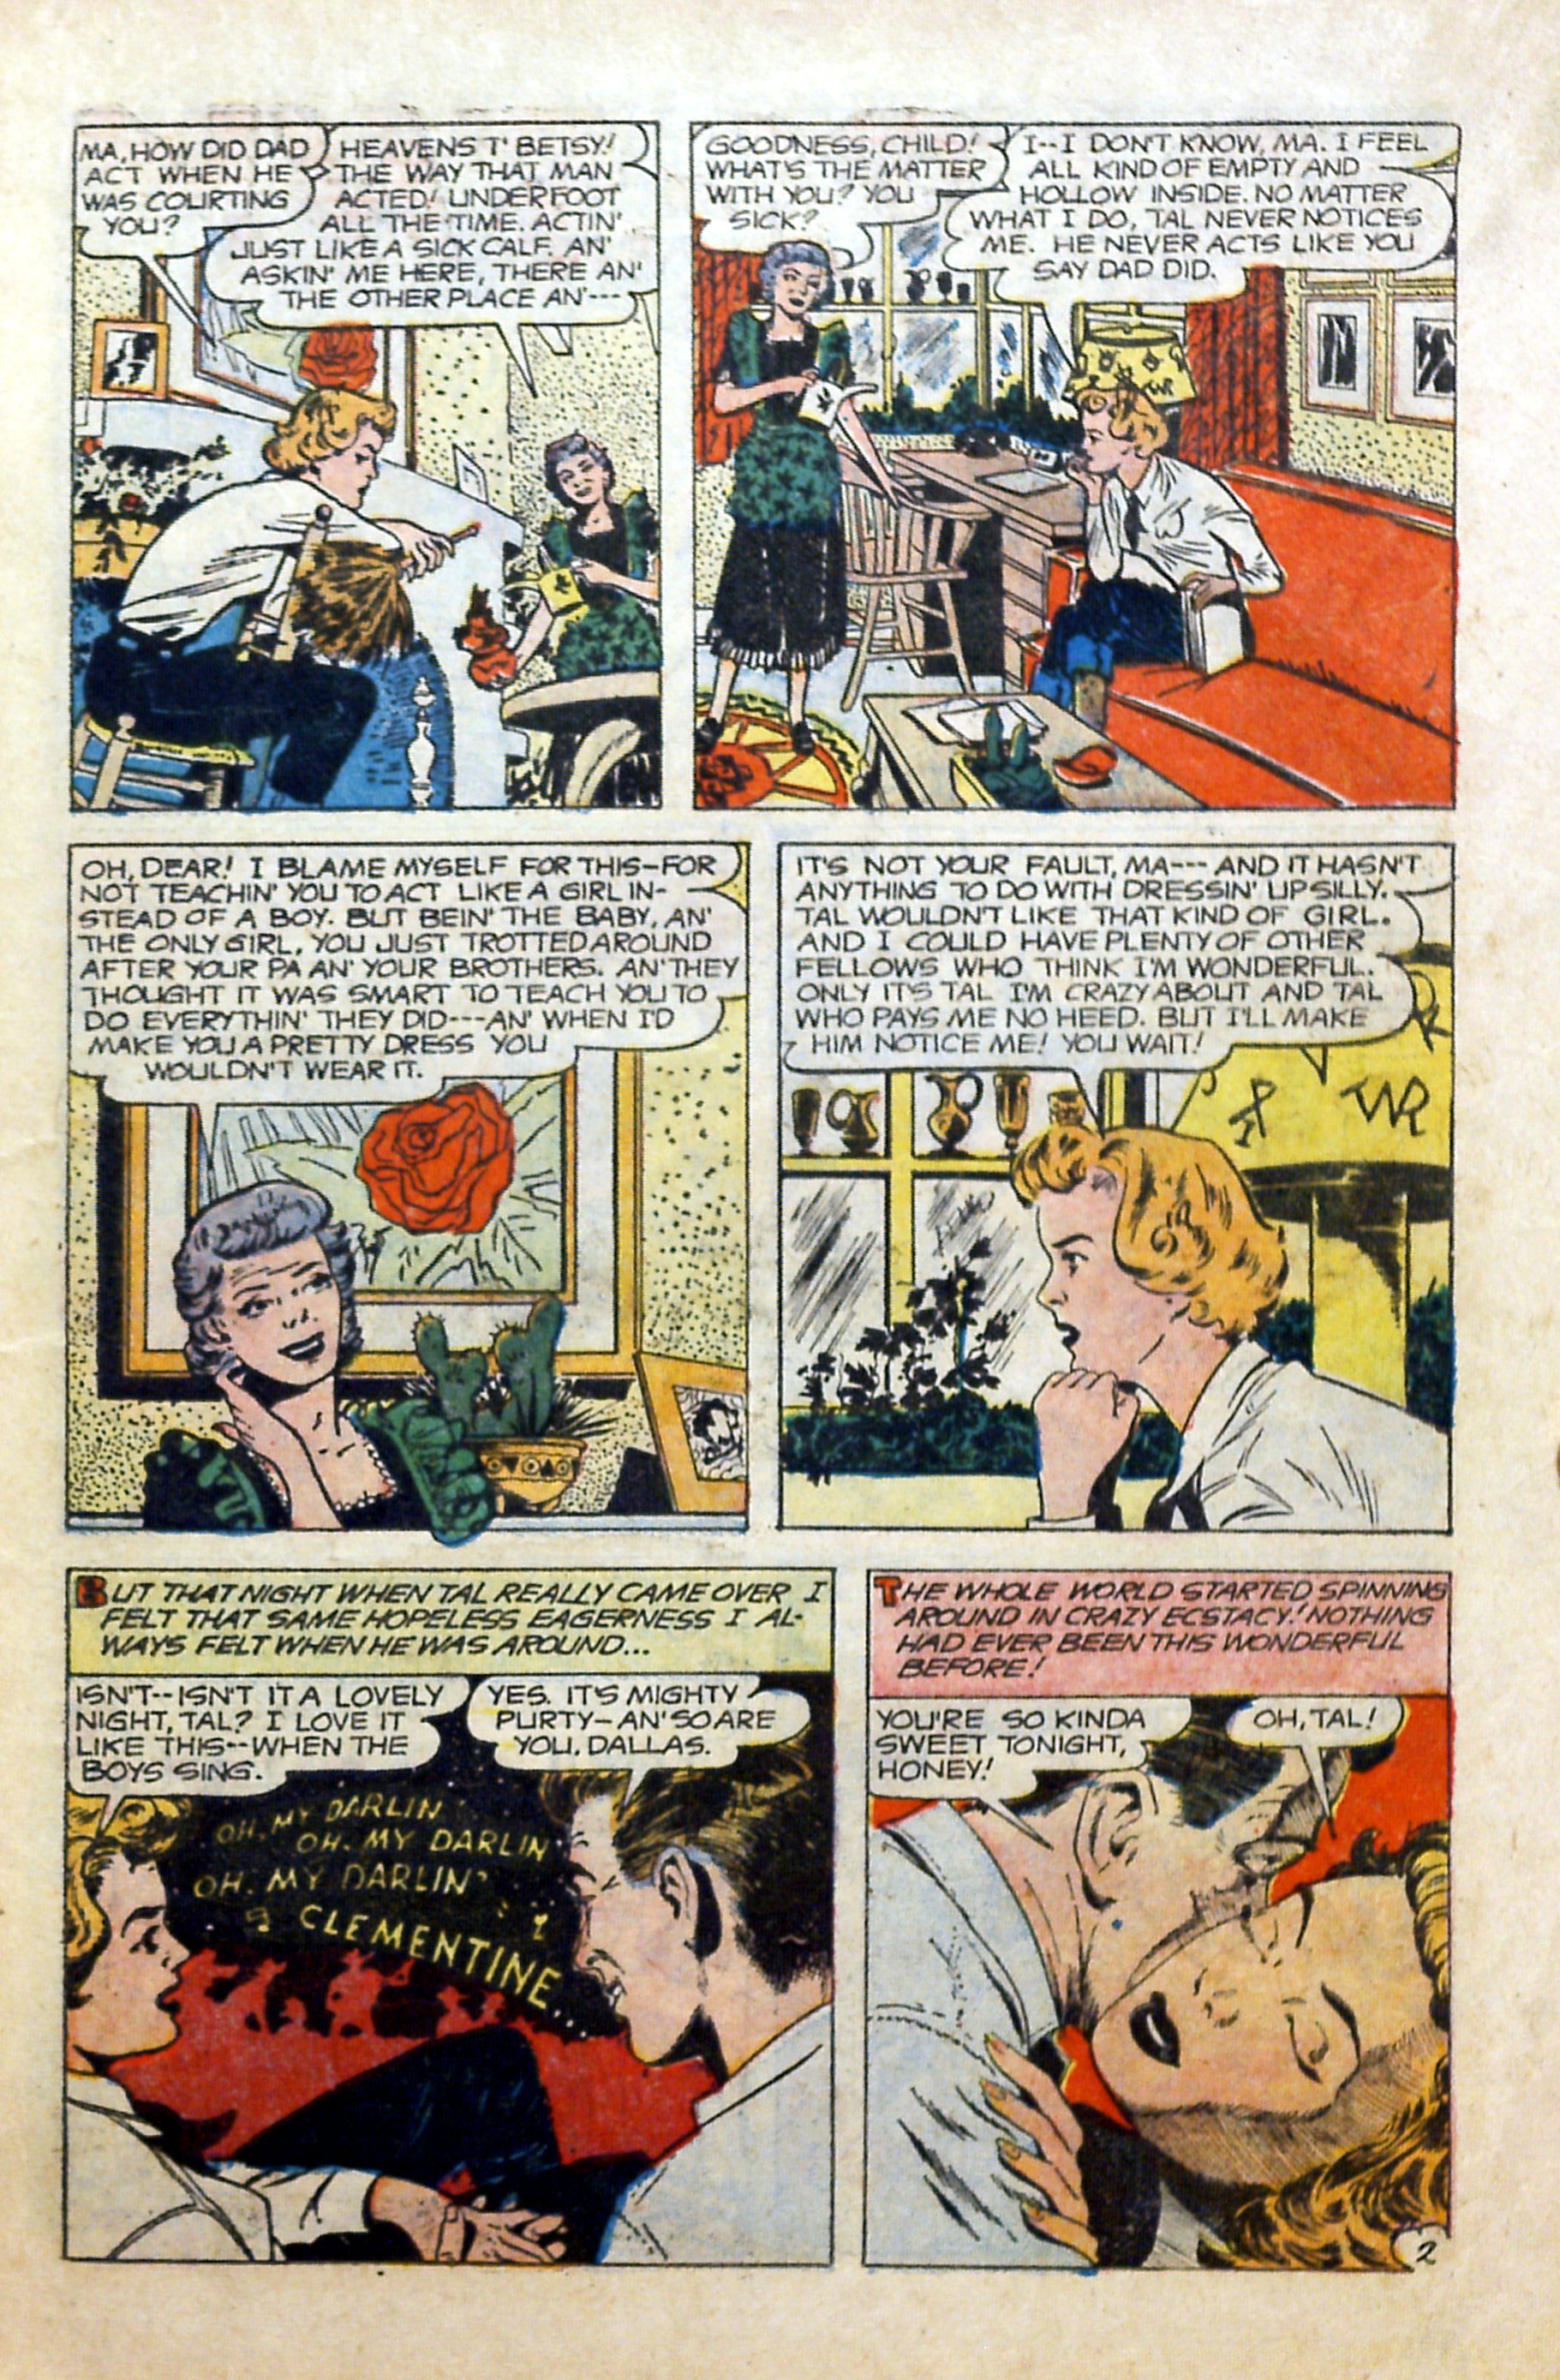 MA, HOW DID DAD
ACT WHEN HE
WAS COURTING
YOU?
HEAVENS T' BETSY!
THE WAY THAT MAN
ACTED! UNDERFOOT
ALL THE TIME. ACTIN'
JUST LIKE A SICK CALF. AN'
ASKIN' ME HERE, THERE AN'
THE OTHER PLACE AN'---
GOODNESS, CHILD!
WHAT'S THE MATTER
WITH YOU? YOU
SICK?
I--I DON'T KNOW, MA. I FEEL
ALL KIND OF EMPTY AND
HOLLOW INSIDE. NO MATTER
WHAT I DO, TAL NEVER NOTICES
ME. HE NEVER ACTS LIKE YOU
SAY DAD DID.
OH, DEAR! I BLAME MYSELF FOR THIS—FOR
NOT TEACHIN' YOU TO ACT LIKE A GIRL IN-
STEAD OF A BOY. BUT BEIN' THE BABY, AN'
THE ONLY GIRL, YOU JUST TROTTED AROUND
AFTER YOUR PA AN' YOUR BROTHERS. AN' THEY
THOUGHT IT WAS SMART TO TEACH YOU TO
DO EVERYTHIN' THEY DID---AN' WHEN I'D
MAKE YOU A PRETTY DRESS YOU
WOULDN'T WEAR IT.
IT'S NOT YOUR FAULT, MA--- AND IT HASN'T
ANYTHING TO DO WITH DRESSIN' UP SILLY.
TAL WOULDN'T LIKE THAT KIND OF GIRL.
AND I COULD HAVE PLENTY OF OTHER
FELLOWS WHO THINK I'M WONDERFUL.
ONLY IT'S TAL I'M CRAZY ABOUT AND TAL
WHO PAYS ME NO HEED. BUT I'LL MAKE
HIM NOTICE ME! YOU WAIT!
BUT THAT NIGHT WHEN TAL REALLY CAME OVER I
FELT THAT SAME HOPELESS EAGERNESS I AL-
WAYS FELT WHEN HE WAS AROUND...
ISN'T--ISN'T IT A LOVELY
NIGHT, TAL? I LOVE IT
LIKE THIS--WHEN THE
BOYS SING.
YES. IT'S MIGHTY
PURTY—AN' SO ARE
YOU, DALLAS.
OH, MY DARLIN'
OH, MY DARLIN'
OH, MY DARLIN'
CLEMENTINE..
THE WHOLE WORLD STARTED SPINNING
AROUND IN CRAZY ECSTACY! NOTHING
HAD EVER BEEN THIS WONDERFUL
BEFORE!
YOU'RE SO KINDA
SWEET TONIGHT,
HONEY!
OH, TAL!
2